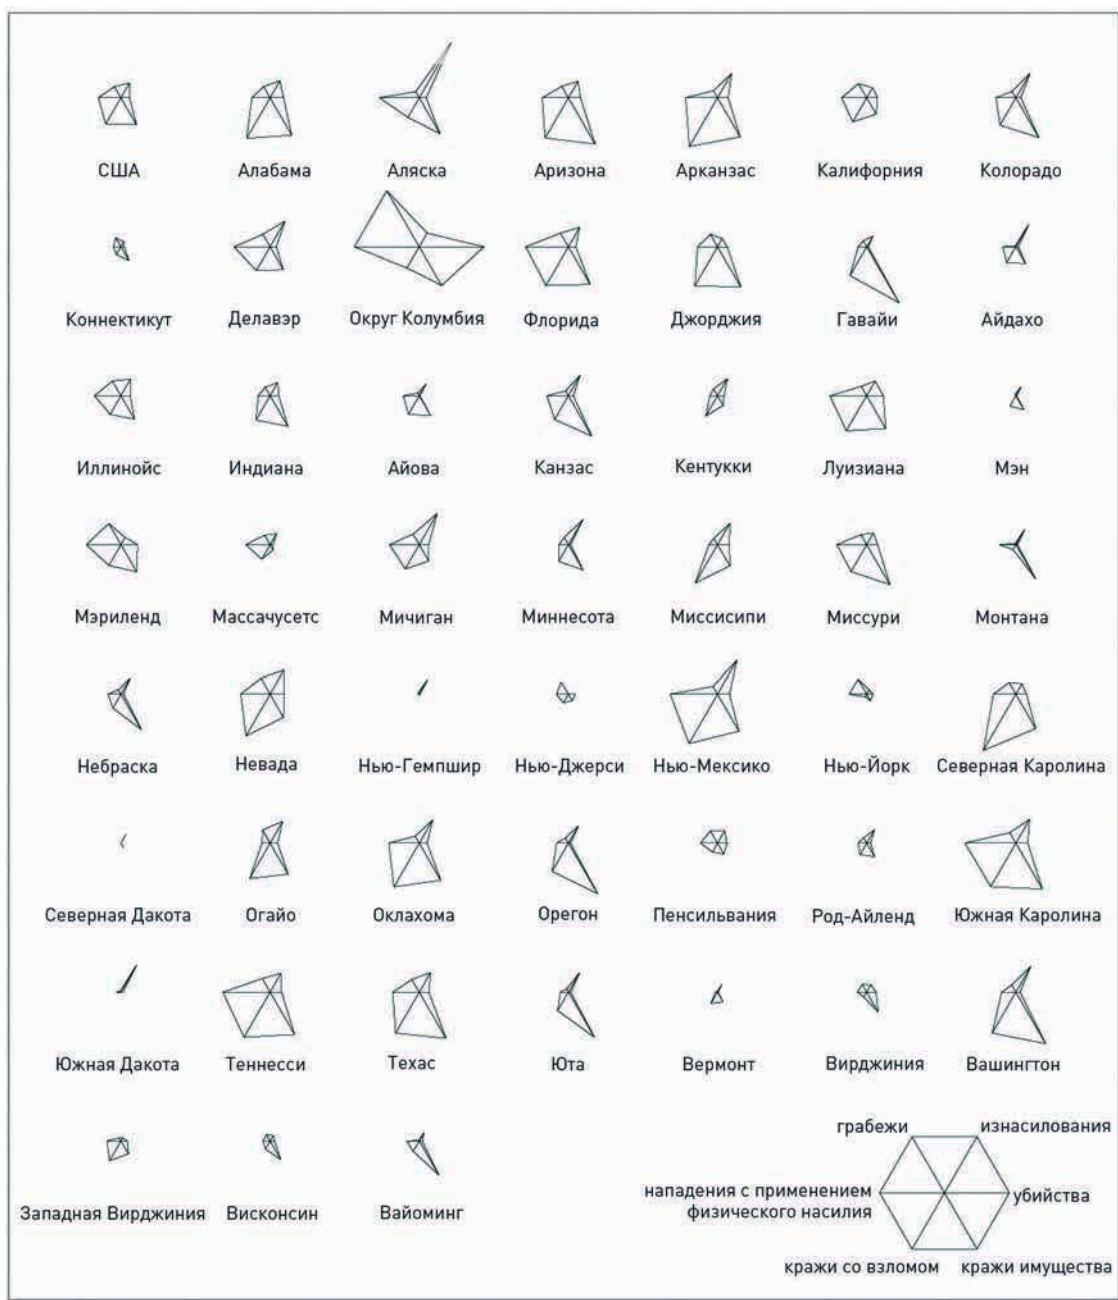 США Алабама Аляска Аризона Арканзас Калифорния Колорадо
Коннектикут Делавэр Округ Колумбия Флорида Джорджия Гавайи Айдахо
Иллинойс Индиана Айова Канзас Кентукки Луизиана Мэн
Мэриленд Массачусетс Мичиган Миннесота Миссисипи Миссури Монтана
Небраска Невада Нью-Гемпшир Нью-Джерси Нью-Мексико Нью-Йорк Северная Каролина
Северная Дакота Огайо Оклахома Орегон Пенсильвания Род-Айленд Южная Каролина
Южная Дакота Теннесси Техас Юта Вермонт Вирджиния Вашингтон
Западная Вирджиния Висконсин Вайоминг
грабежи изнасилования
нападения с применением
физического насилия
убийства
кражи со взломом кражи имущества